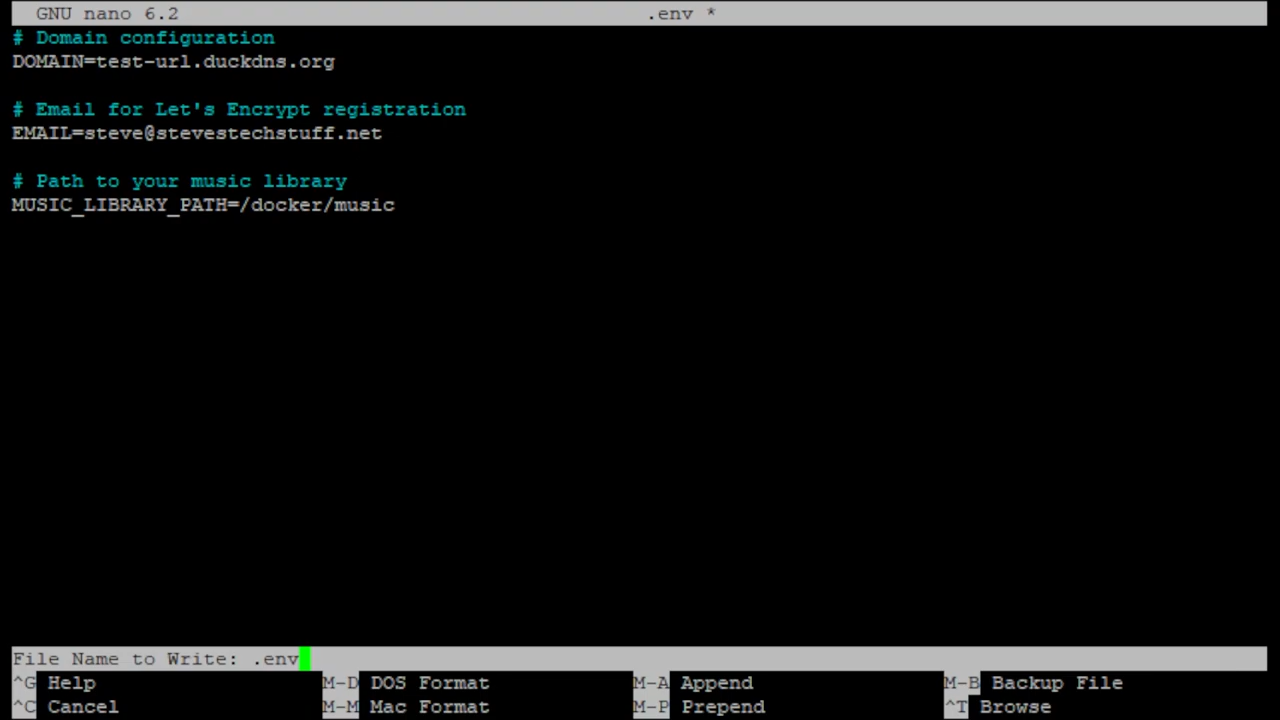 GNU nano 6.2 .env *
# Domain configuration
DOMAIN=test-url.duckdns.org
# Email for Let's Encrypt registration
EMAIL=steve@stevestechstuff.net
# Path to your music library
MUSIC_LIBRARY_PATH=/docker/music
File Name to Write: .env
^G Help M-D DOS Format M-A Append M-B Backup File
^C Cancel M-M Mac Format M-P Prepend ^T Browse